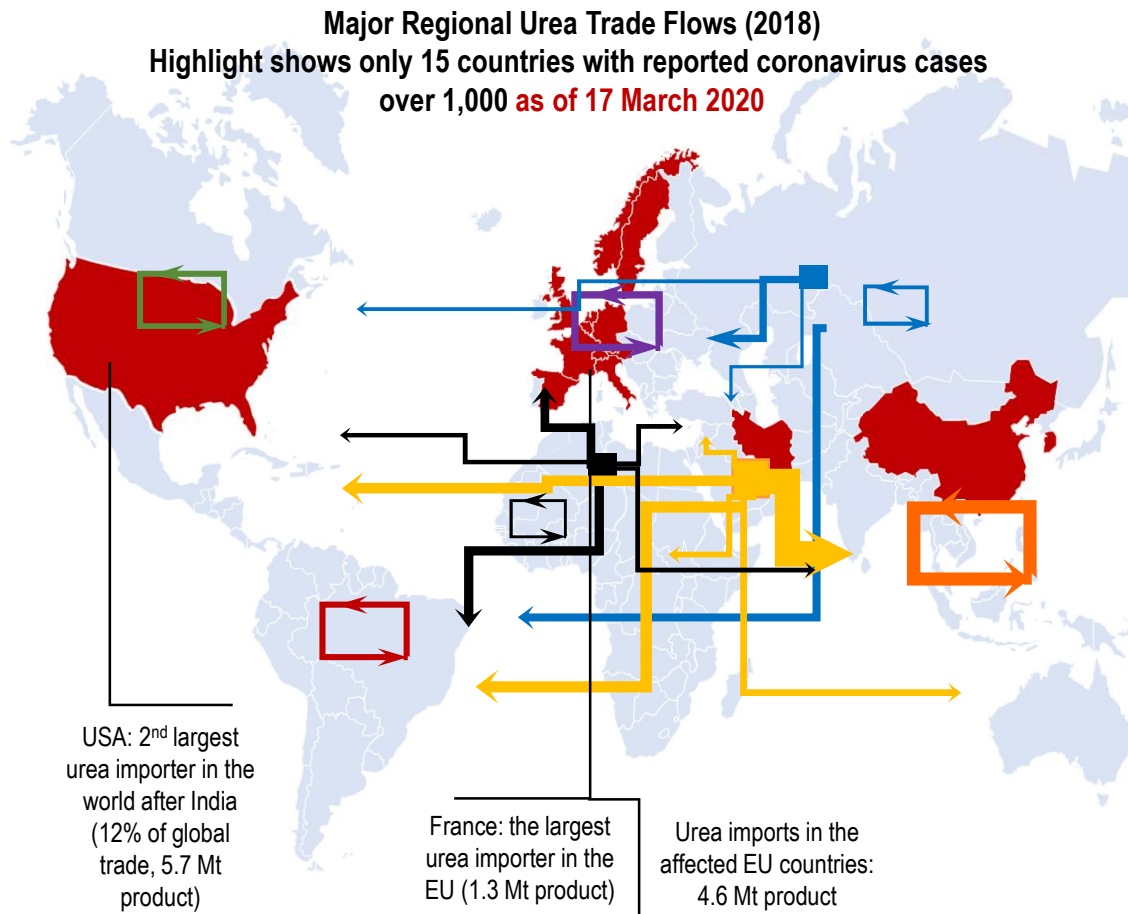 Major Regional Urea Trade Flows (2018)
Highlight shows only 15 countries with reported coronavirus cases
over 1,000 as of 17 March 2020
USA: 2nd largest
urea importer in the
world after India
(12% of global
trade, 5.7 Mt
product)
France: the largest
urea importer in the
EU (1.3 Mt product)
Urea imports in the
affected EU countries:
4.6 Mt product